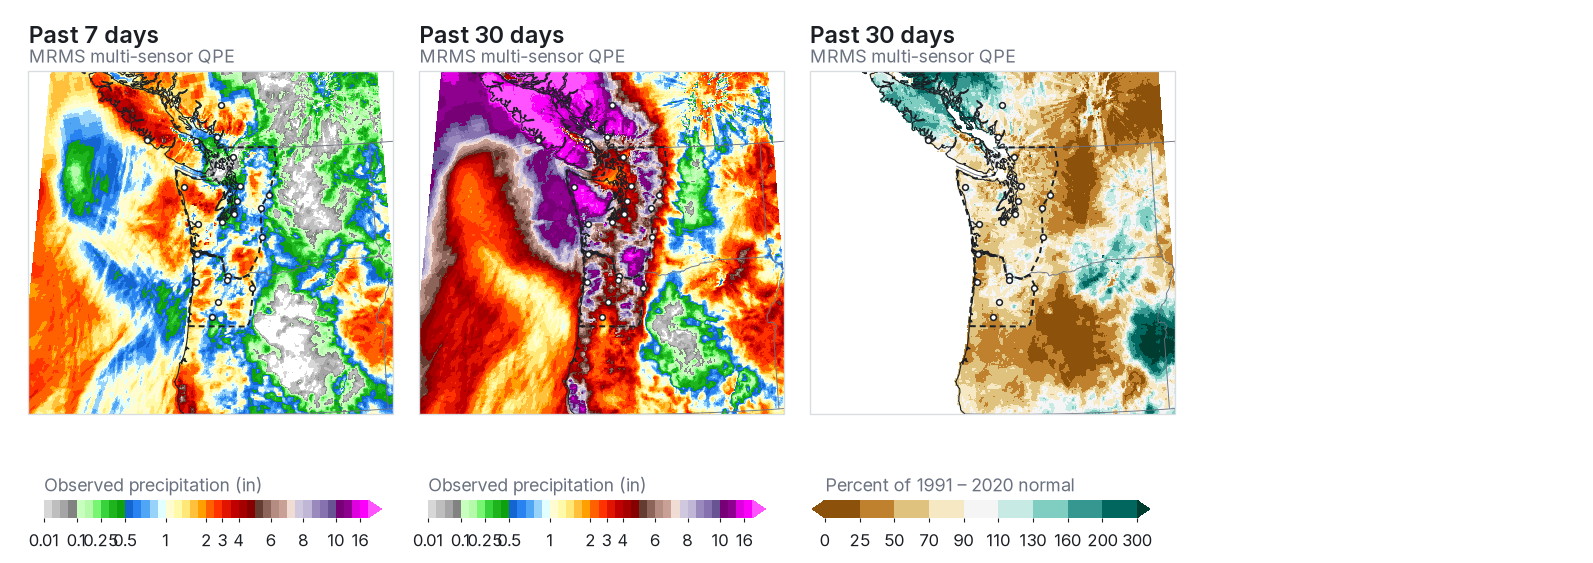 Past 7 days
MRMS multi-sensor QPE
Past 30 days
MRMS multi-sensor QPE
Past 30 days
MRMS multi-sensor QPE
Observed precipitation (in)
0.01 0.1 0.25 0.5 1 2 3 4 6 8 10 16
Observed precipitation (in)
0.01 0.1 0.25 0.5 1 2 3 4 6 8 10 16
Percent of 1991 – 2020 normal
0 25 50 70 90 110 130 160 200 300